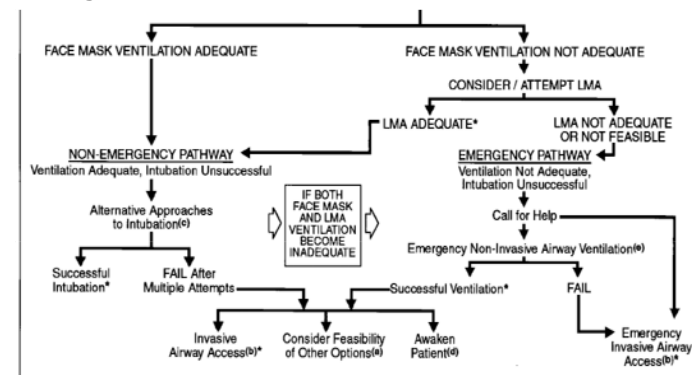 FACE MASK VENTILATION ADEQUATE
FACE MASK VENTILATION NOT ADEQUATE
CONSIDER / ATTEMPT LMA
LMA ADEQUATE*
LMA NOT ADEQUATE
OR NOT FEASIBLE
NON-EMERGENCY PATHWAY
Ventilation Adequate, Intubation Unsuccessful
EMERGENCY PATHWAY
Ventilation Not Adequate,
Intubation Unsuccessful
IF BOTH
FACE MASK
AND LMA
VENTILATION
BECOME
INADEQUATE
Alternative Approaches
to Intubation(c)
Call for Help
Emergency Non-Invasive Airway Ventilation(e)
Successful
Intubation*
FAIL After
Multiple Attempts
Successful Ventilation*
FAIL
Invasive
Airway Access(b)*
Consider Feasibility
of Other Options(a)
Awaken
Patient(d)
Emergency
Invasive Airway
Access(b)*